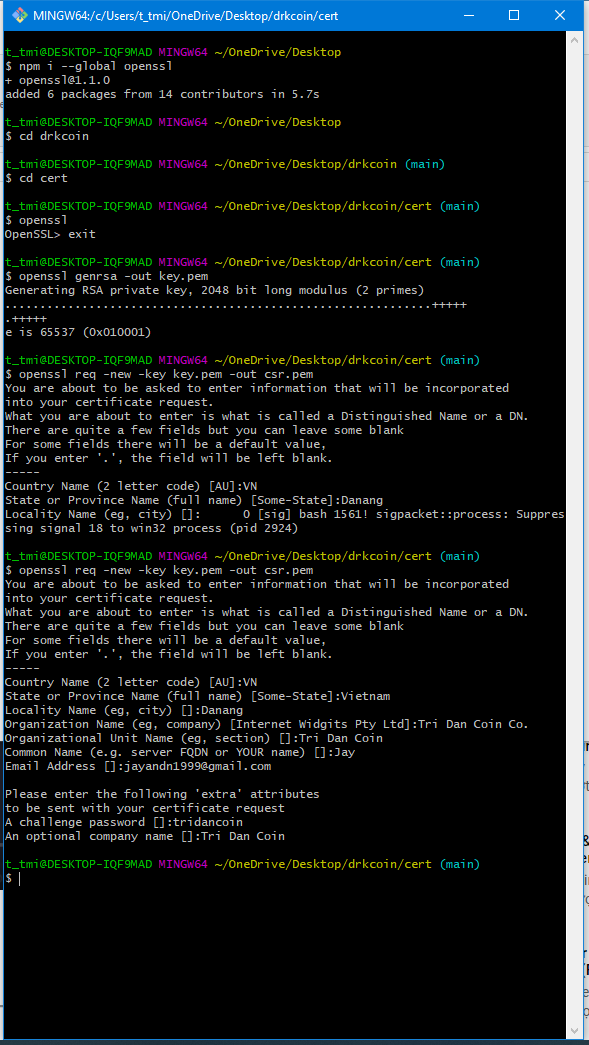 MINGW64:/c/Users/t_tmi/OneDrive/Desktop/drkcoin/cert
t_tmi@DESKTOP-IQF9MAD MINGW64 ~/OneDrive/Desktop
$ npm i --global openssl
+ openssl@1.1.0
added 6 packages from 14 contributors in 5.7s
t_tmi@DESKTOP-IQF9MAD MINGW64 ~/OneDrive/Desktop
$ cd drkcoin
t_tmi@DESKTOP-IQF9MAD MINGW64 ~/OneDrive/Desktop/drkcoin (main)
$ cd cert
t_tmi@DESKTOP-IQF9MAD MINGW64 ~/OneDrive/Desktop/drkcoin/cert (main)
$ openssl
OpenSSL> exit
t_tmi@DESKTOP-IQF9MAD MINGW64 ~/OneDrive/Desktop/drkcoin/cert (main)
$ openssl genrsa -out key.pem
Generating RSA private key, 2048 bit long modulus (2 primes)
..............................................................+++++
.+++++
e is 65537 (0x010001)
t_tmi@DESKTOP-IQF9MAD MINGW64 ~/OneDrive/Desktop/drkcoin/cert (main)
$ openssl req -new -key key.pem -out csr.pem
You are about to be asked to enter information that will be incorporated
into your certificate request.
What you are about to enter is what is called a Distinguished Name or a DN.
There are quite a few fields but you can leave some blank
For some fields there will be a default value,
If you enter '.', the field will be left blank.
-----
Country Name (2 letter code) [AU]:VN
State or Province Name (full name) [Some-State]:Danang
Locality Name (eg, city) []:      0 [sig] bash 1561! sigpacket::process: Suppres
sing signal 18 to win32 process (pid 2924)
t_tmi@DESKTOP-IQF9MAD MINGW64 ~/OneDrive/Desktop/drkcoin/cert (main)
$ openssl req -new -key key.pem -out csr.pem
You are about to be asked to enter information that will be incorporated
into your certificate request.
What you are about to enter is what is called a Distinguished Name or a DN.
There are quite a few fields but you can leave some blank
For some fields there will be a default value,
If you enter '.', the field will be left blank.
-----
Country Name (2 letter code) [AU]:VN
State or Province Name (full name) [Some-State]:Vietnam
Locality Name (eg, city) []:Danang
Organization Name (eg, company) [Internet Widgits Pty Ltd]:Tri Dan Coin Co.
Organizational Unit Name (eg, section) []:Tri Dan Coin
Common Name (e.g. server FQDN or YOUR name) []:Jay
Email Address []:jayandn1999@gmail.com
Please enter the following 'extra' attributes
to be sent with your certificate request
A challenge password []:tridancoin
An optional company name []:Tri Dan Coin
t_tmi@DESKTOP-IQF9MAD MINGW64 ~/OneDrive/Desktop/drkcoin/cert (main)
$